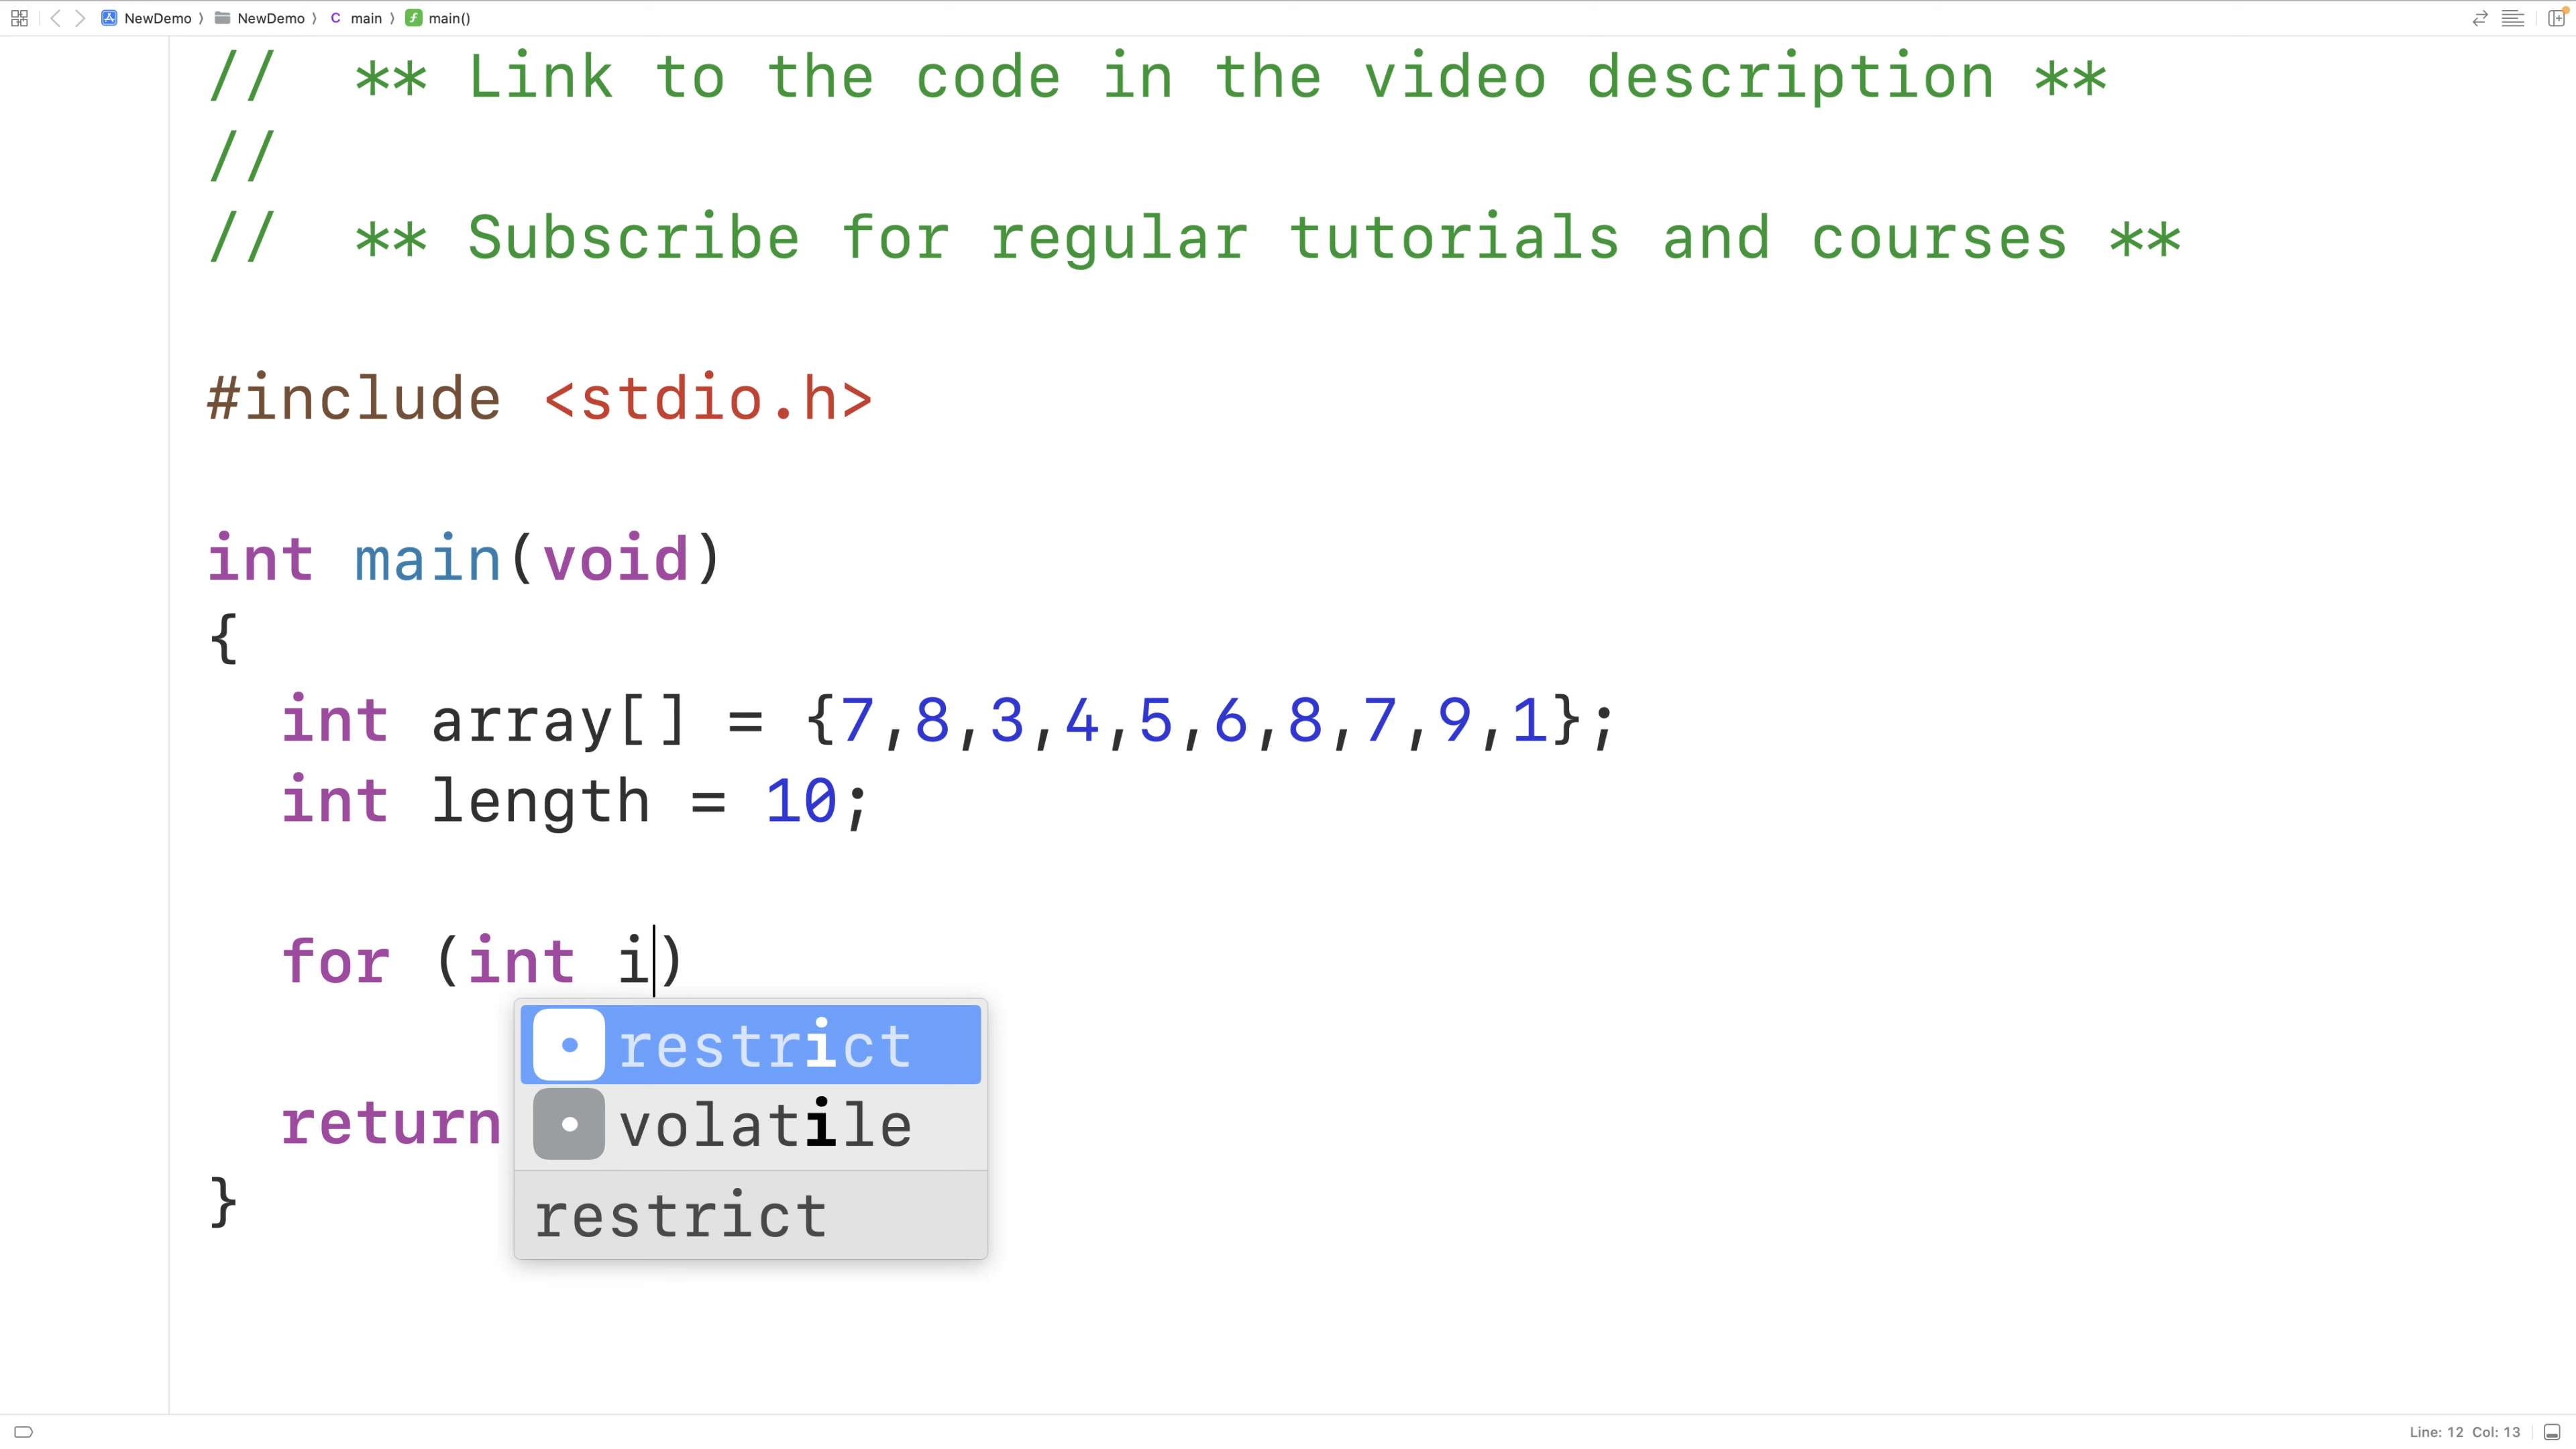 NewDemo 〉 NewDemo 〉 C main 〉 f main()
//  ** Link to the code in the video description **
//
//  ** Subscribe for regular tutorials and courses **
#include <stdio.h>
int main(void)
{
  int array[] = {7,8,3,4,5,6,8,7,9,1};
  int length = 10;
  for (int i)
restrict
volatile
  return
restrict
}
Line: 12 Col: 13